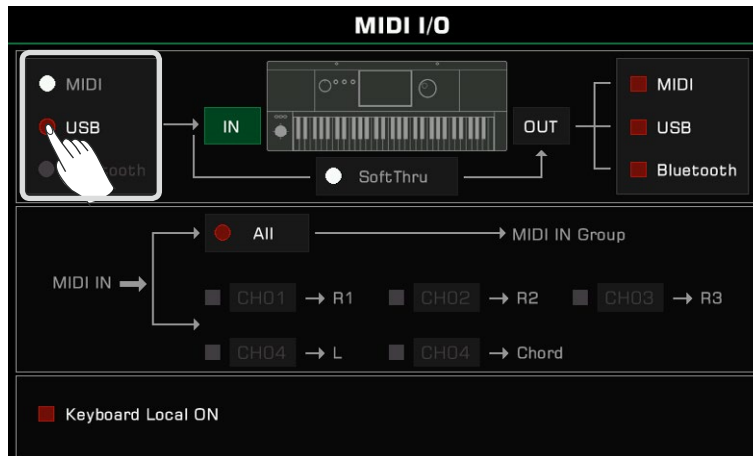 MIDI I/O
MIDI
USB
IN
SoftThru
OUT
MIDI
USB
Bluetooth
MIDI IN
All
MIDI IN Group
CH01
R1
CH02
R2
CH03
R3
CH04
L
CH04
Chord
Keyboard Local ON